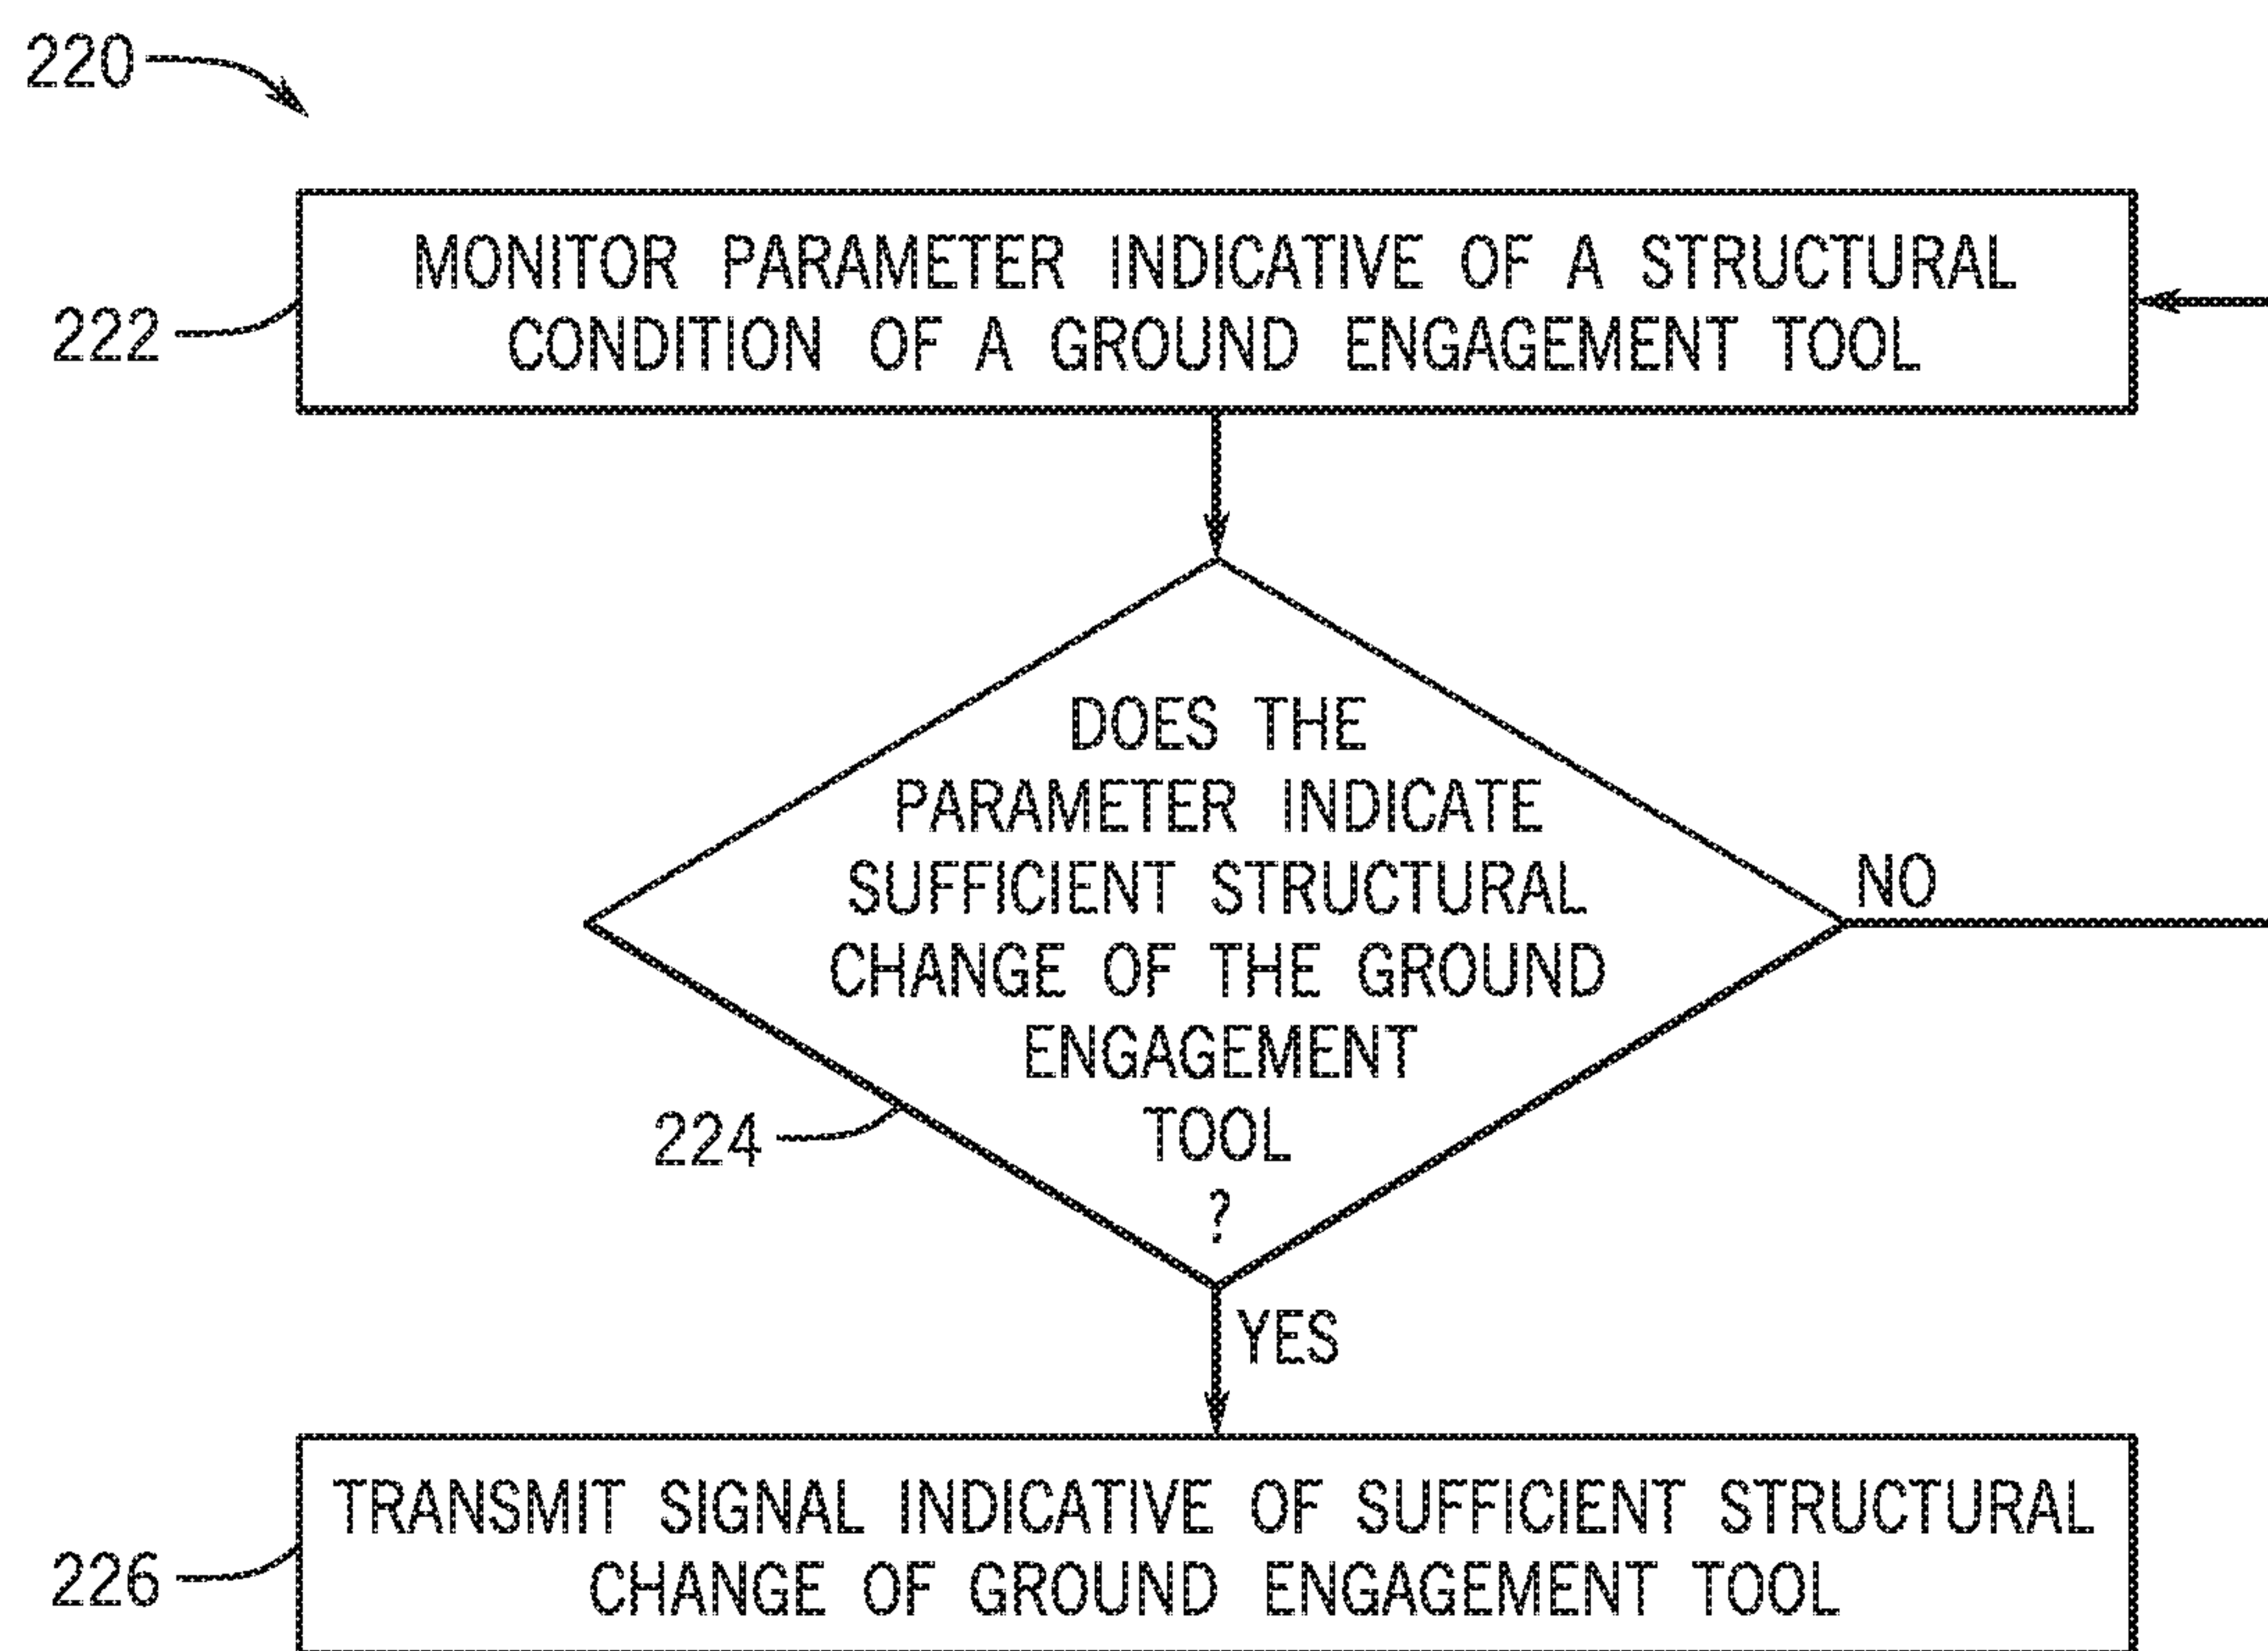 220
MONITOR PARAMETER INDICATIVE OF A STRUCTURAL
CONDITION OF A GROUND ENGAGEMENT TOOL
222
DOES THE
PARAMETER INDICATE
SUFFICIENT STRUCTURAL
CHANGE OF THE GROUND
ENGAGEMENT
TOOL
?
NO
224
YES
TRANSMIT SIGNAL INDICATIVE OF SUFFICIENT STRUCTURAL
CHANGE OF GROUND ENGAGEMENT TOOL
226